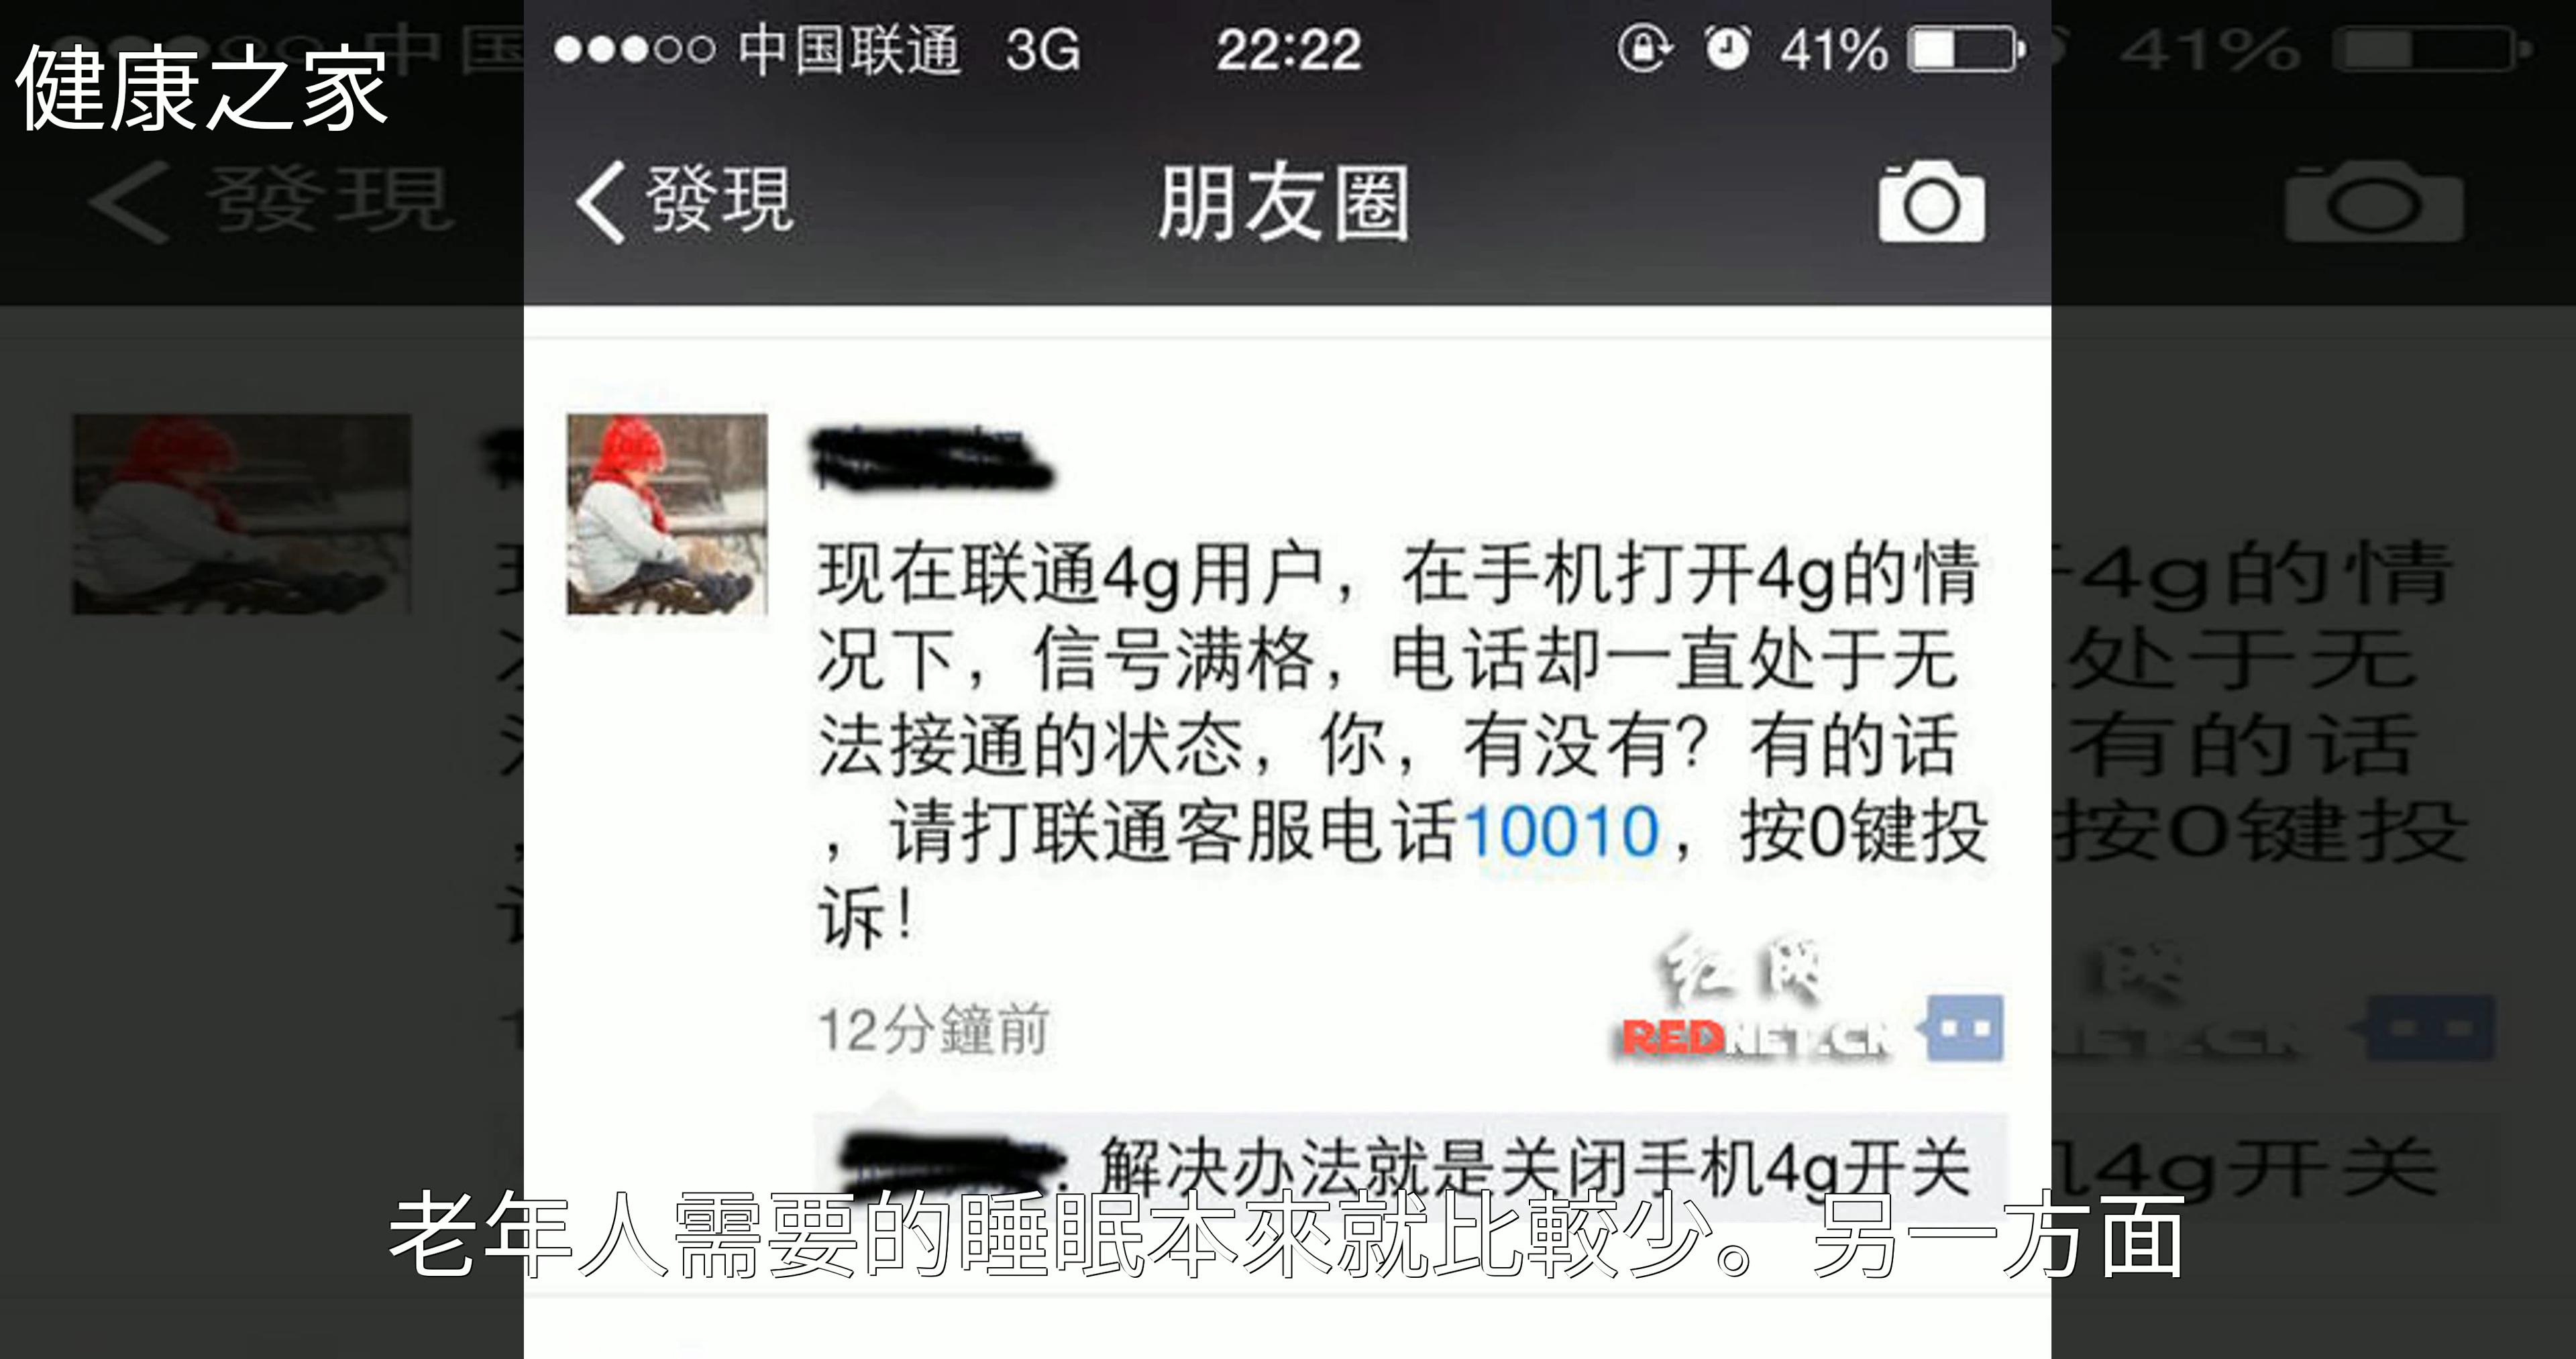 健康之家
中国联通 3G 22:22 41%
發現 朋友圈
现在联通4g用户，在手机打开4g的情
况下，信号满格，电话却一直处于无
法接通的状态，你，有没有？有的话
，请打联通客服电话10010，按0键投
诉！
红网
12分鐘前
REDNET.CN
: 解决办法就是关闭手机4g开关
老年人需要的睡眠本來就比較少。另一方面